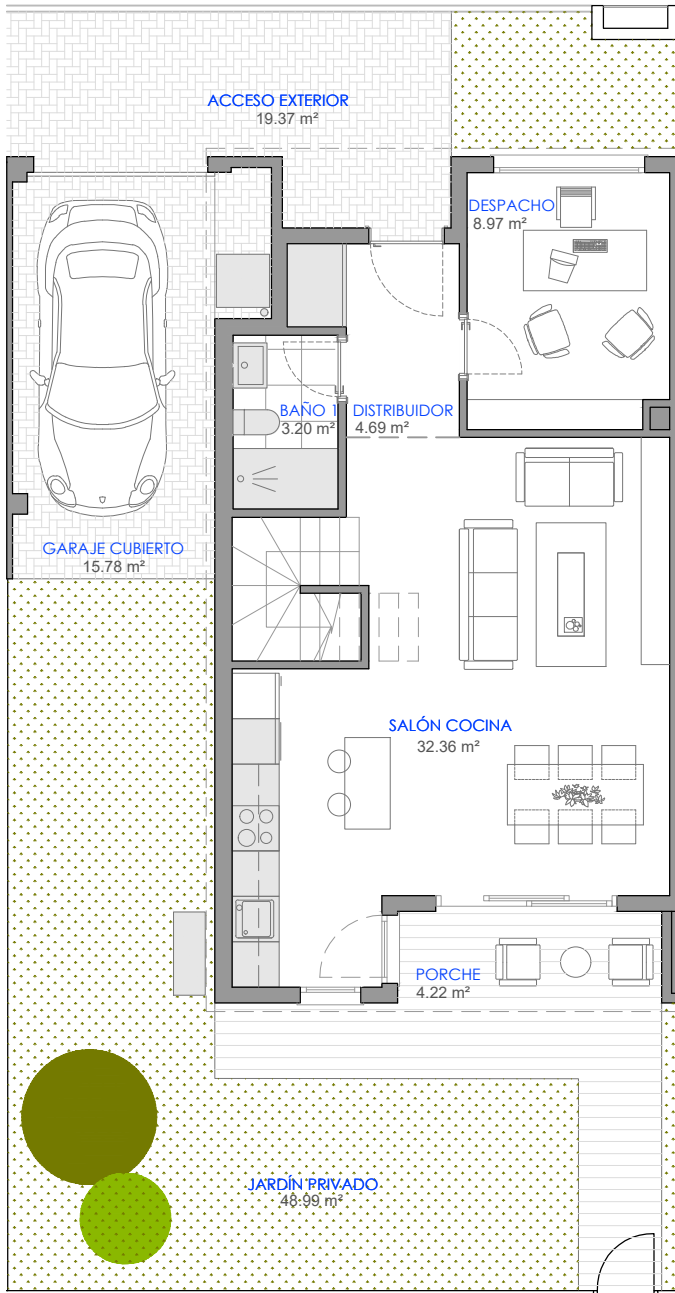 ACCESO EXTERIOR
19.37 m²
DESPACHO
8.97 m²
BAÑO 1
3.20 m²
DISTRIBUIDOR
4.69 m²
GARAJE CUBIERTO
15.78 m²
SALÓN COCINA
32.36 m²
PORCHE
4.22 m²
JARDÍN PRIVADO
48.99 m²